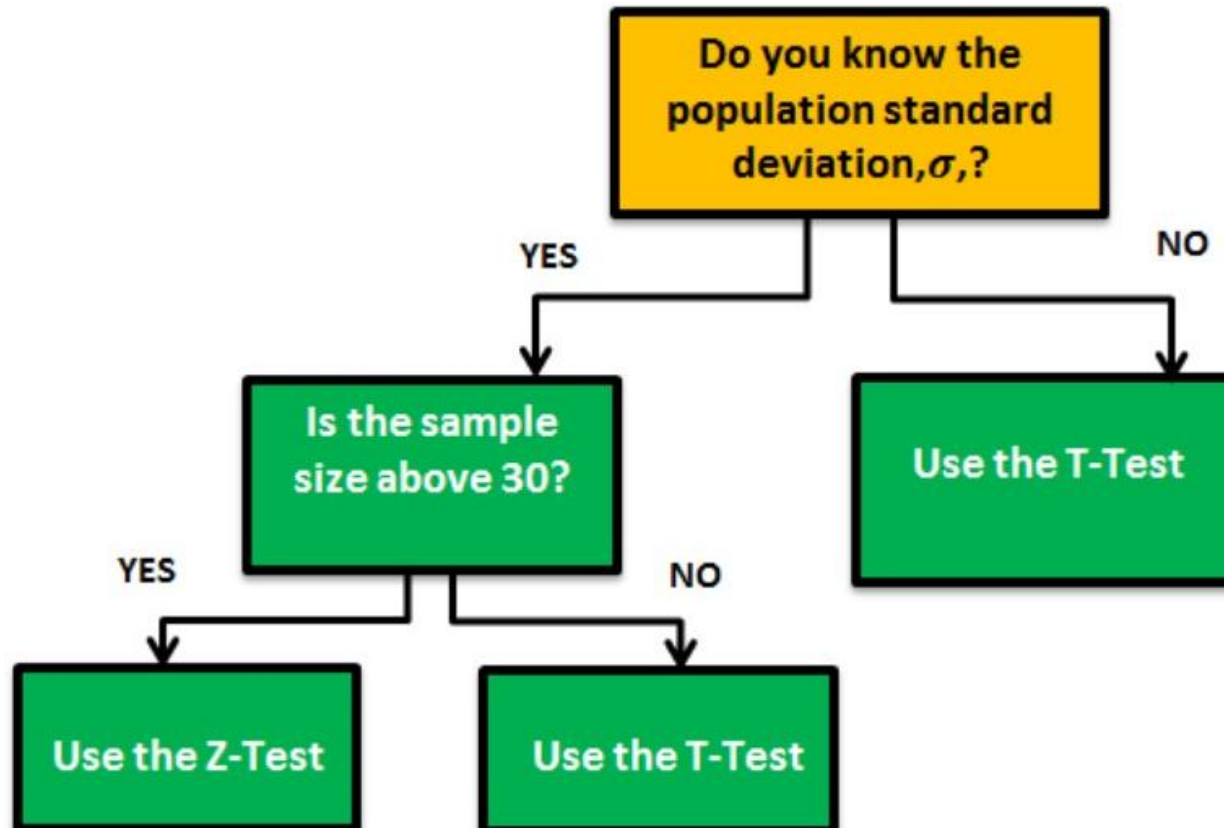 Do you know the
population standard
deviation,σ,?
YES
NO
Is the sample
size above 30?
Use the T-Test
YES
NO
Use the Z-Test
Use the T-Test